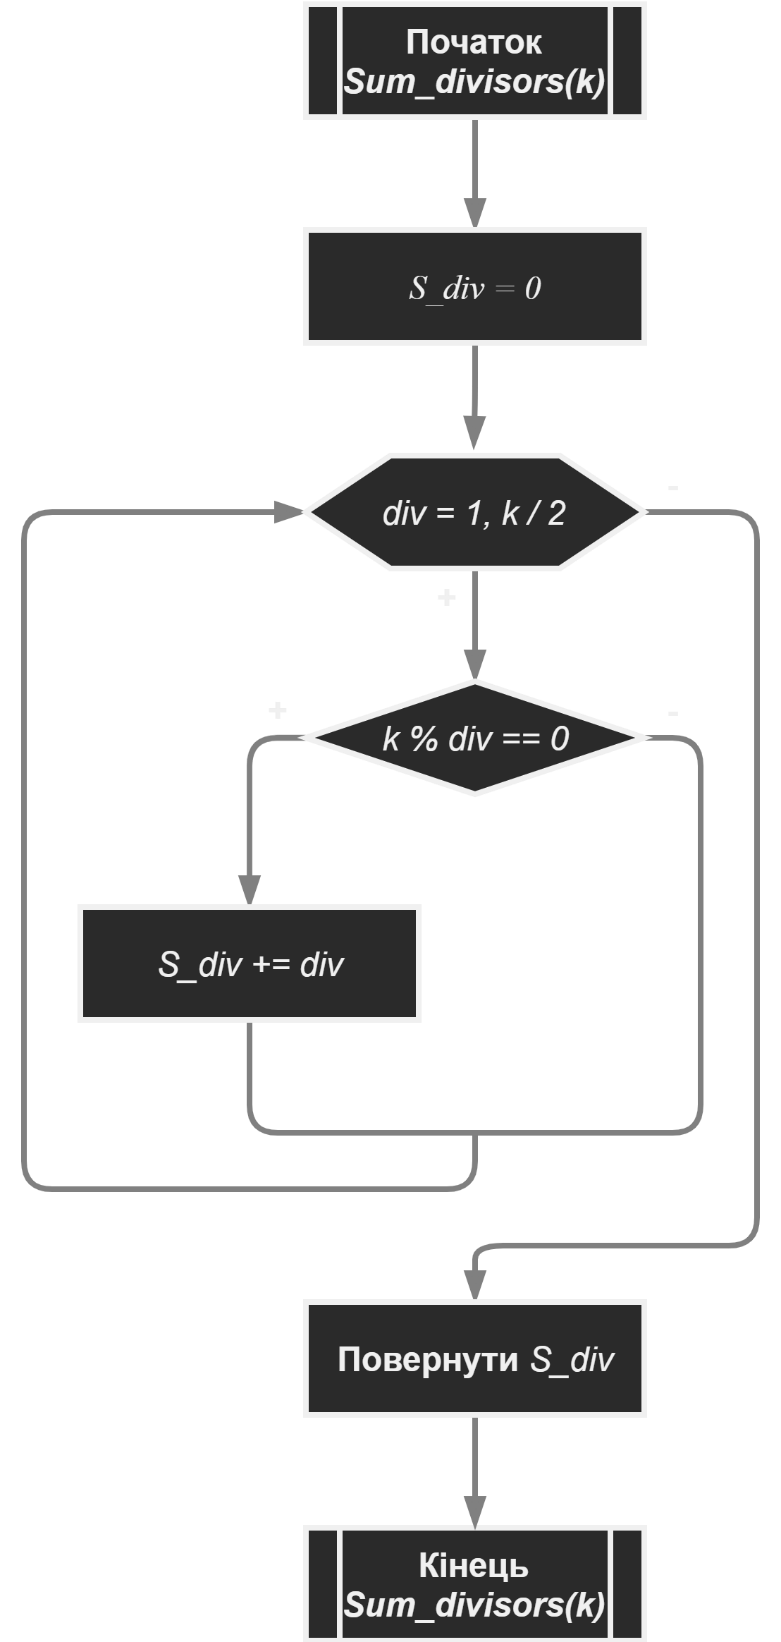 Початок
Sum_divisors(k)
S_div = 0
div = 1, k / 2
-
+
k % div == 0
+
-
S_div += div
Повернути S_div
Кінець
Sum_divisors(k)